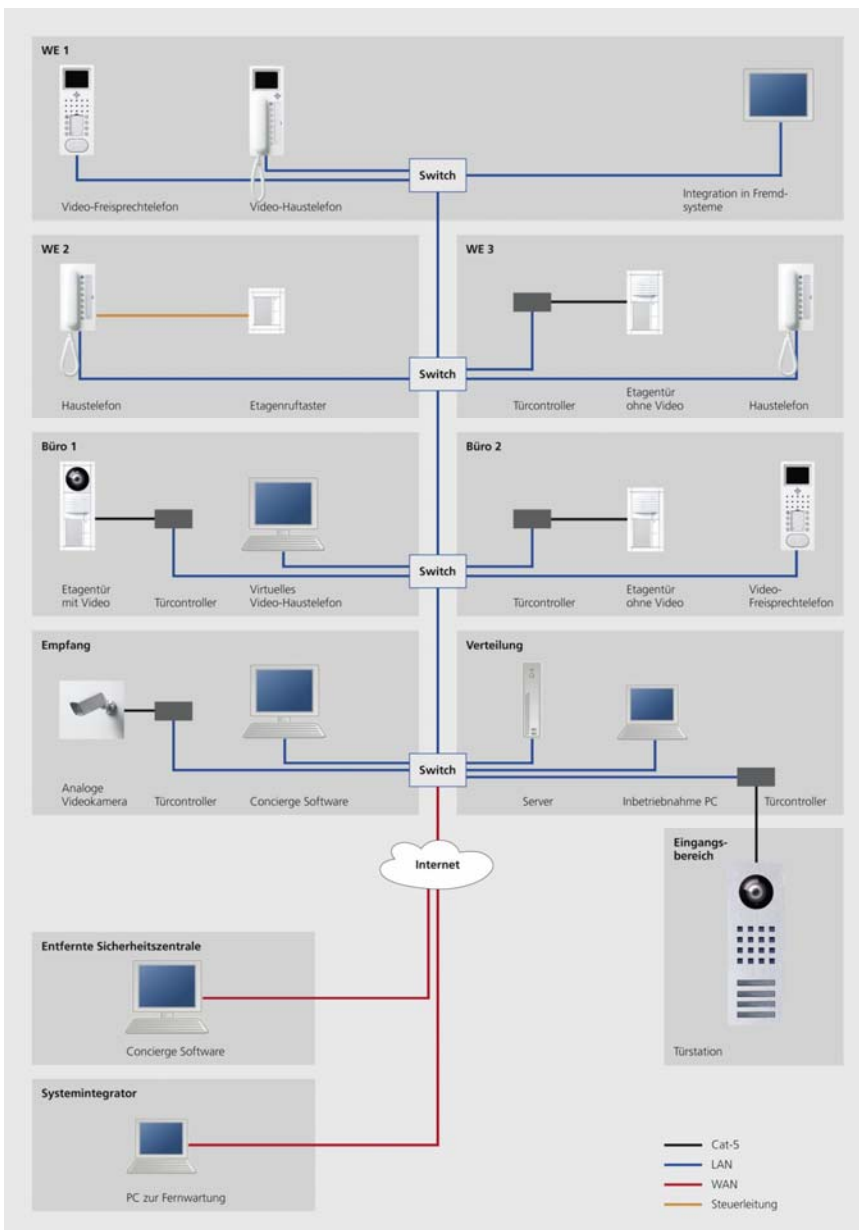 WE 1
Switch
Video-Freisprechtelefon
Video-Haustelefon
Integration in Fremd-
systeme
WE 2
Switch
Haustelefon
Etagenruftaster
WE 3
Türcontroller
Etagentür
ohne Video
Haustelefon
Büro 1
Switch
Etagentür
mit Video
Türcontroller
Virtuelles
Video-Haustelefon
Büro 2
Türcontroller
Etagentür
ohne Video
Video-
Freisprechtelefon
Empfang
Switch
Analoge
Videokamera
Türcontroller
Concierge Software
Verteilung
Server
Inbetriebnahme PC
Türcontroller
Eingangs-
bereich
Türstation
Internet
Entfernte Sicherheitszentrale
Concierge Software
Systemintegrator
PC zur Fernwartung
Cat-5
LAN
WAN
Steuerleitung